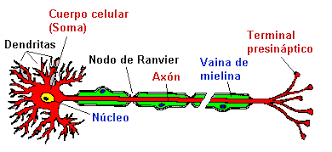 Cuerpo celular
(Soma)
Dendritas
Nodo de Ranvier
Axón
Vaina de
mielina
Terminal
presináptico
Núcleo